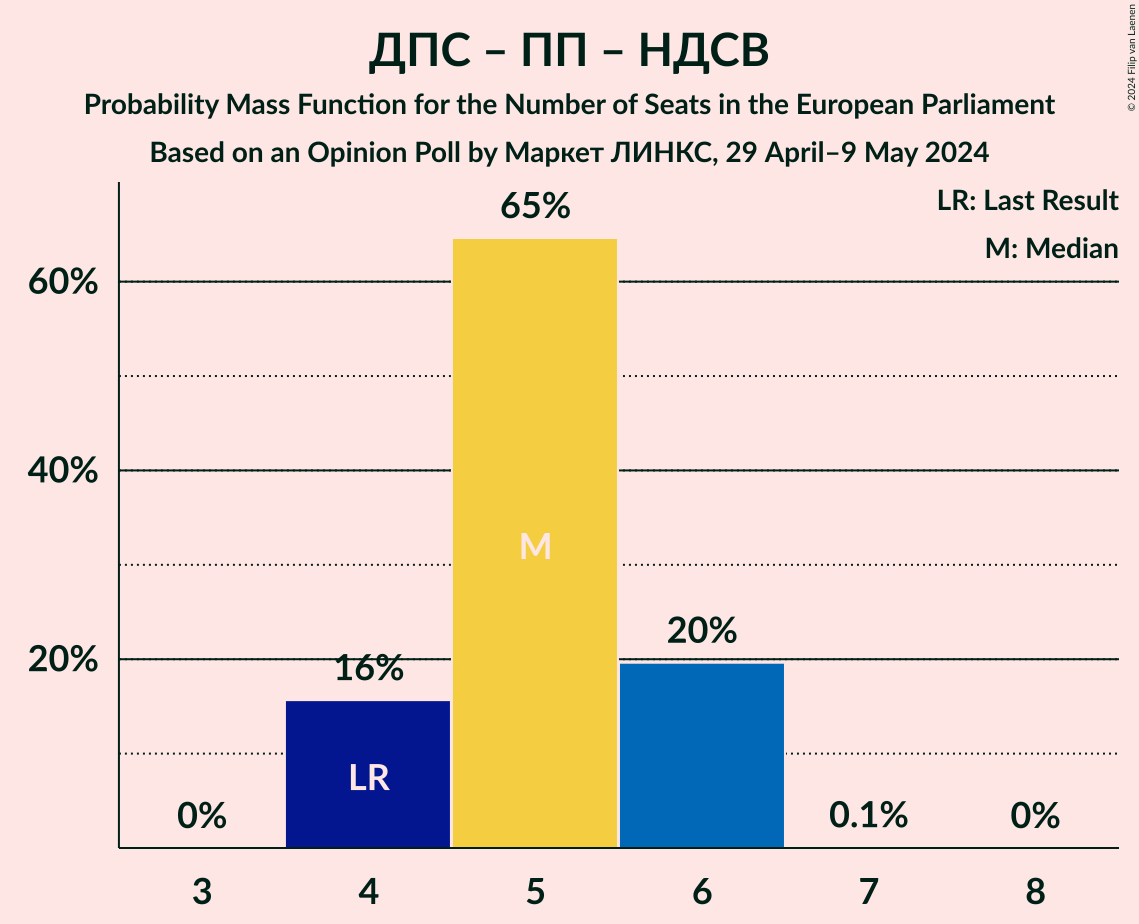 ДПС – ПП – НДСВ
Probability Mass Function for the Number of Seats in the European Parliament
Based on an Opinion Poll by Маркет ЛИНКС, 29 April–9 May 2024
© 2024 Filip van Laenen
LR: Last Result
M: Median
65%
60%
40%
M
20%
20%
16%
LR
0%
0.1%
0%
3
4
5
6
7
8